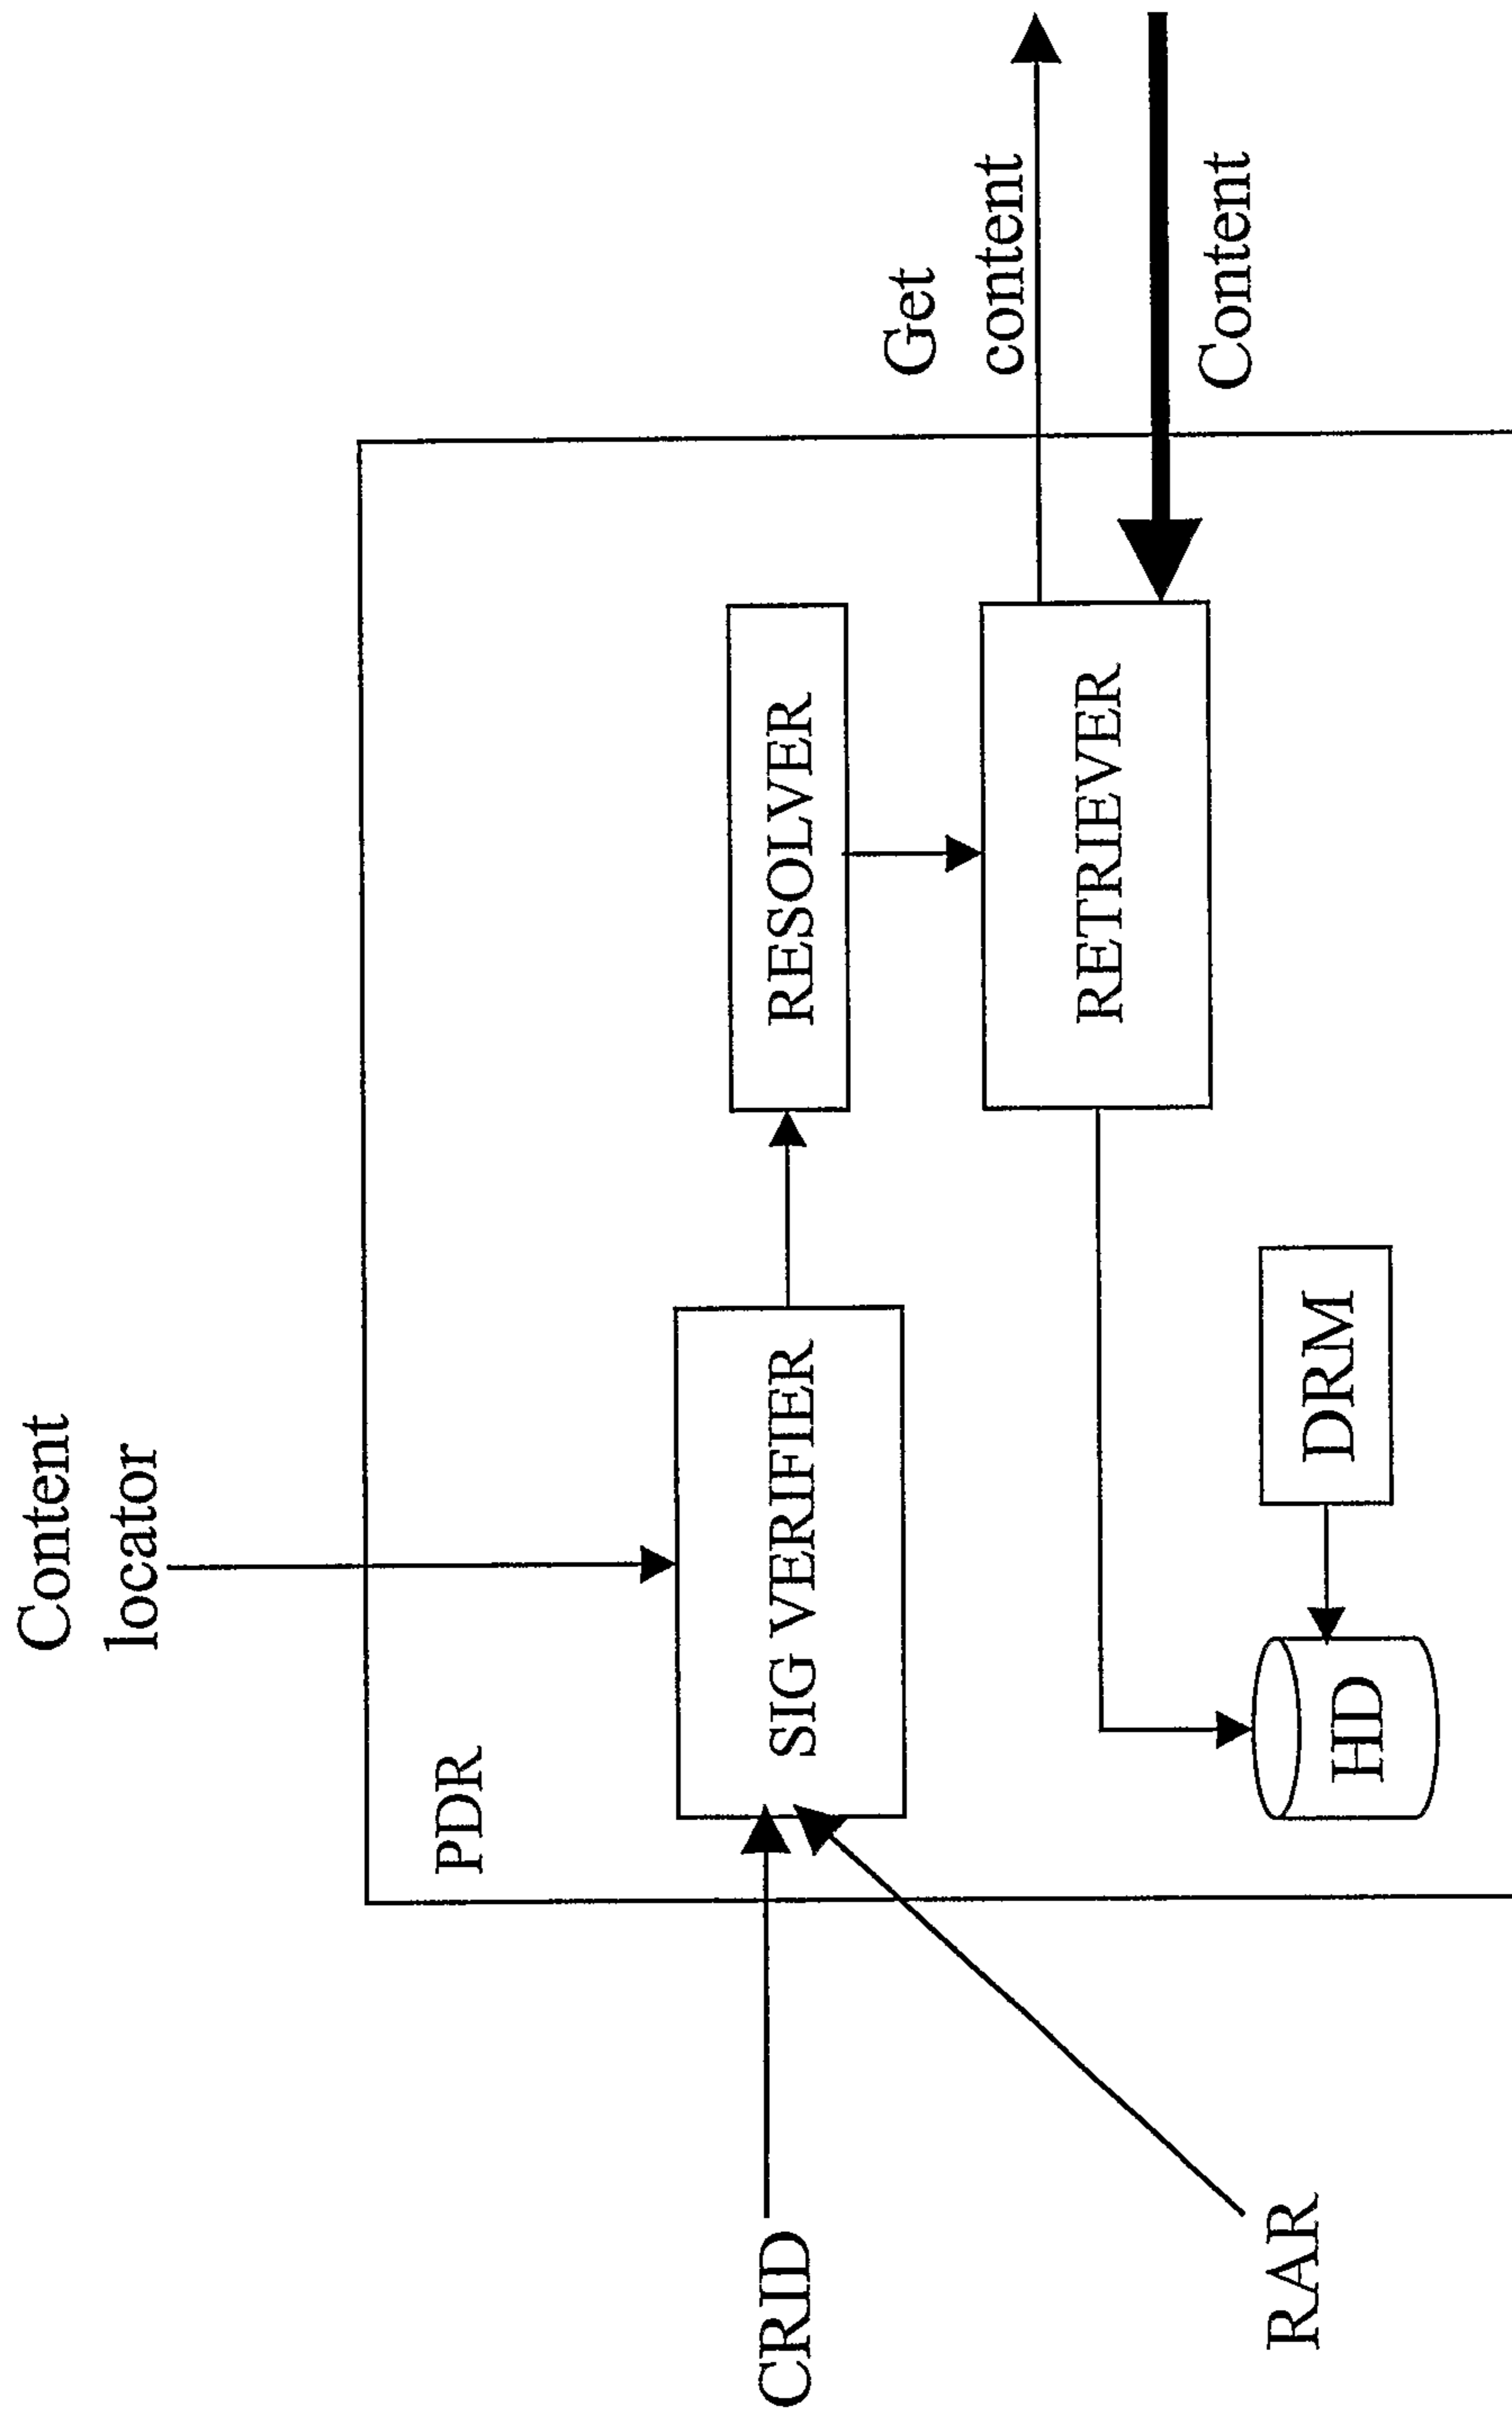 Content
locator
PDR
CRID
SIG VERIFIER
RESOLVER
Get
content
RAR
HD
DRM
RETRIEVER
Content